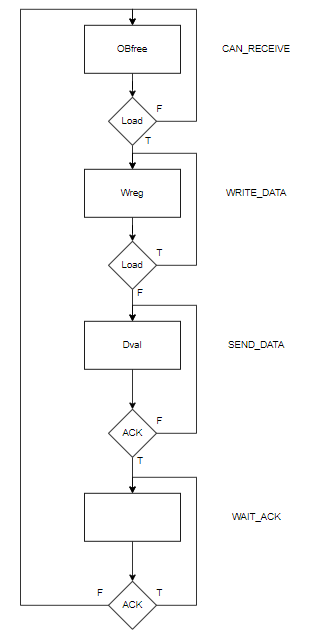 OBfree
CAN_RECEIVE
F
Load
T
Wreg
WRITE_DATA
T
Load
F
Dval
SEND_DATA
F
ACK
T
WAIT_ACK
F
T
ACK